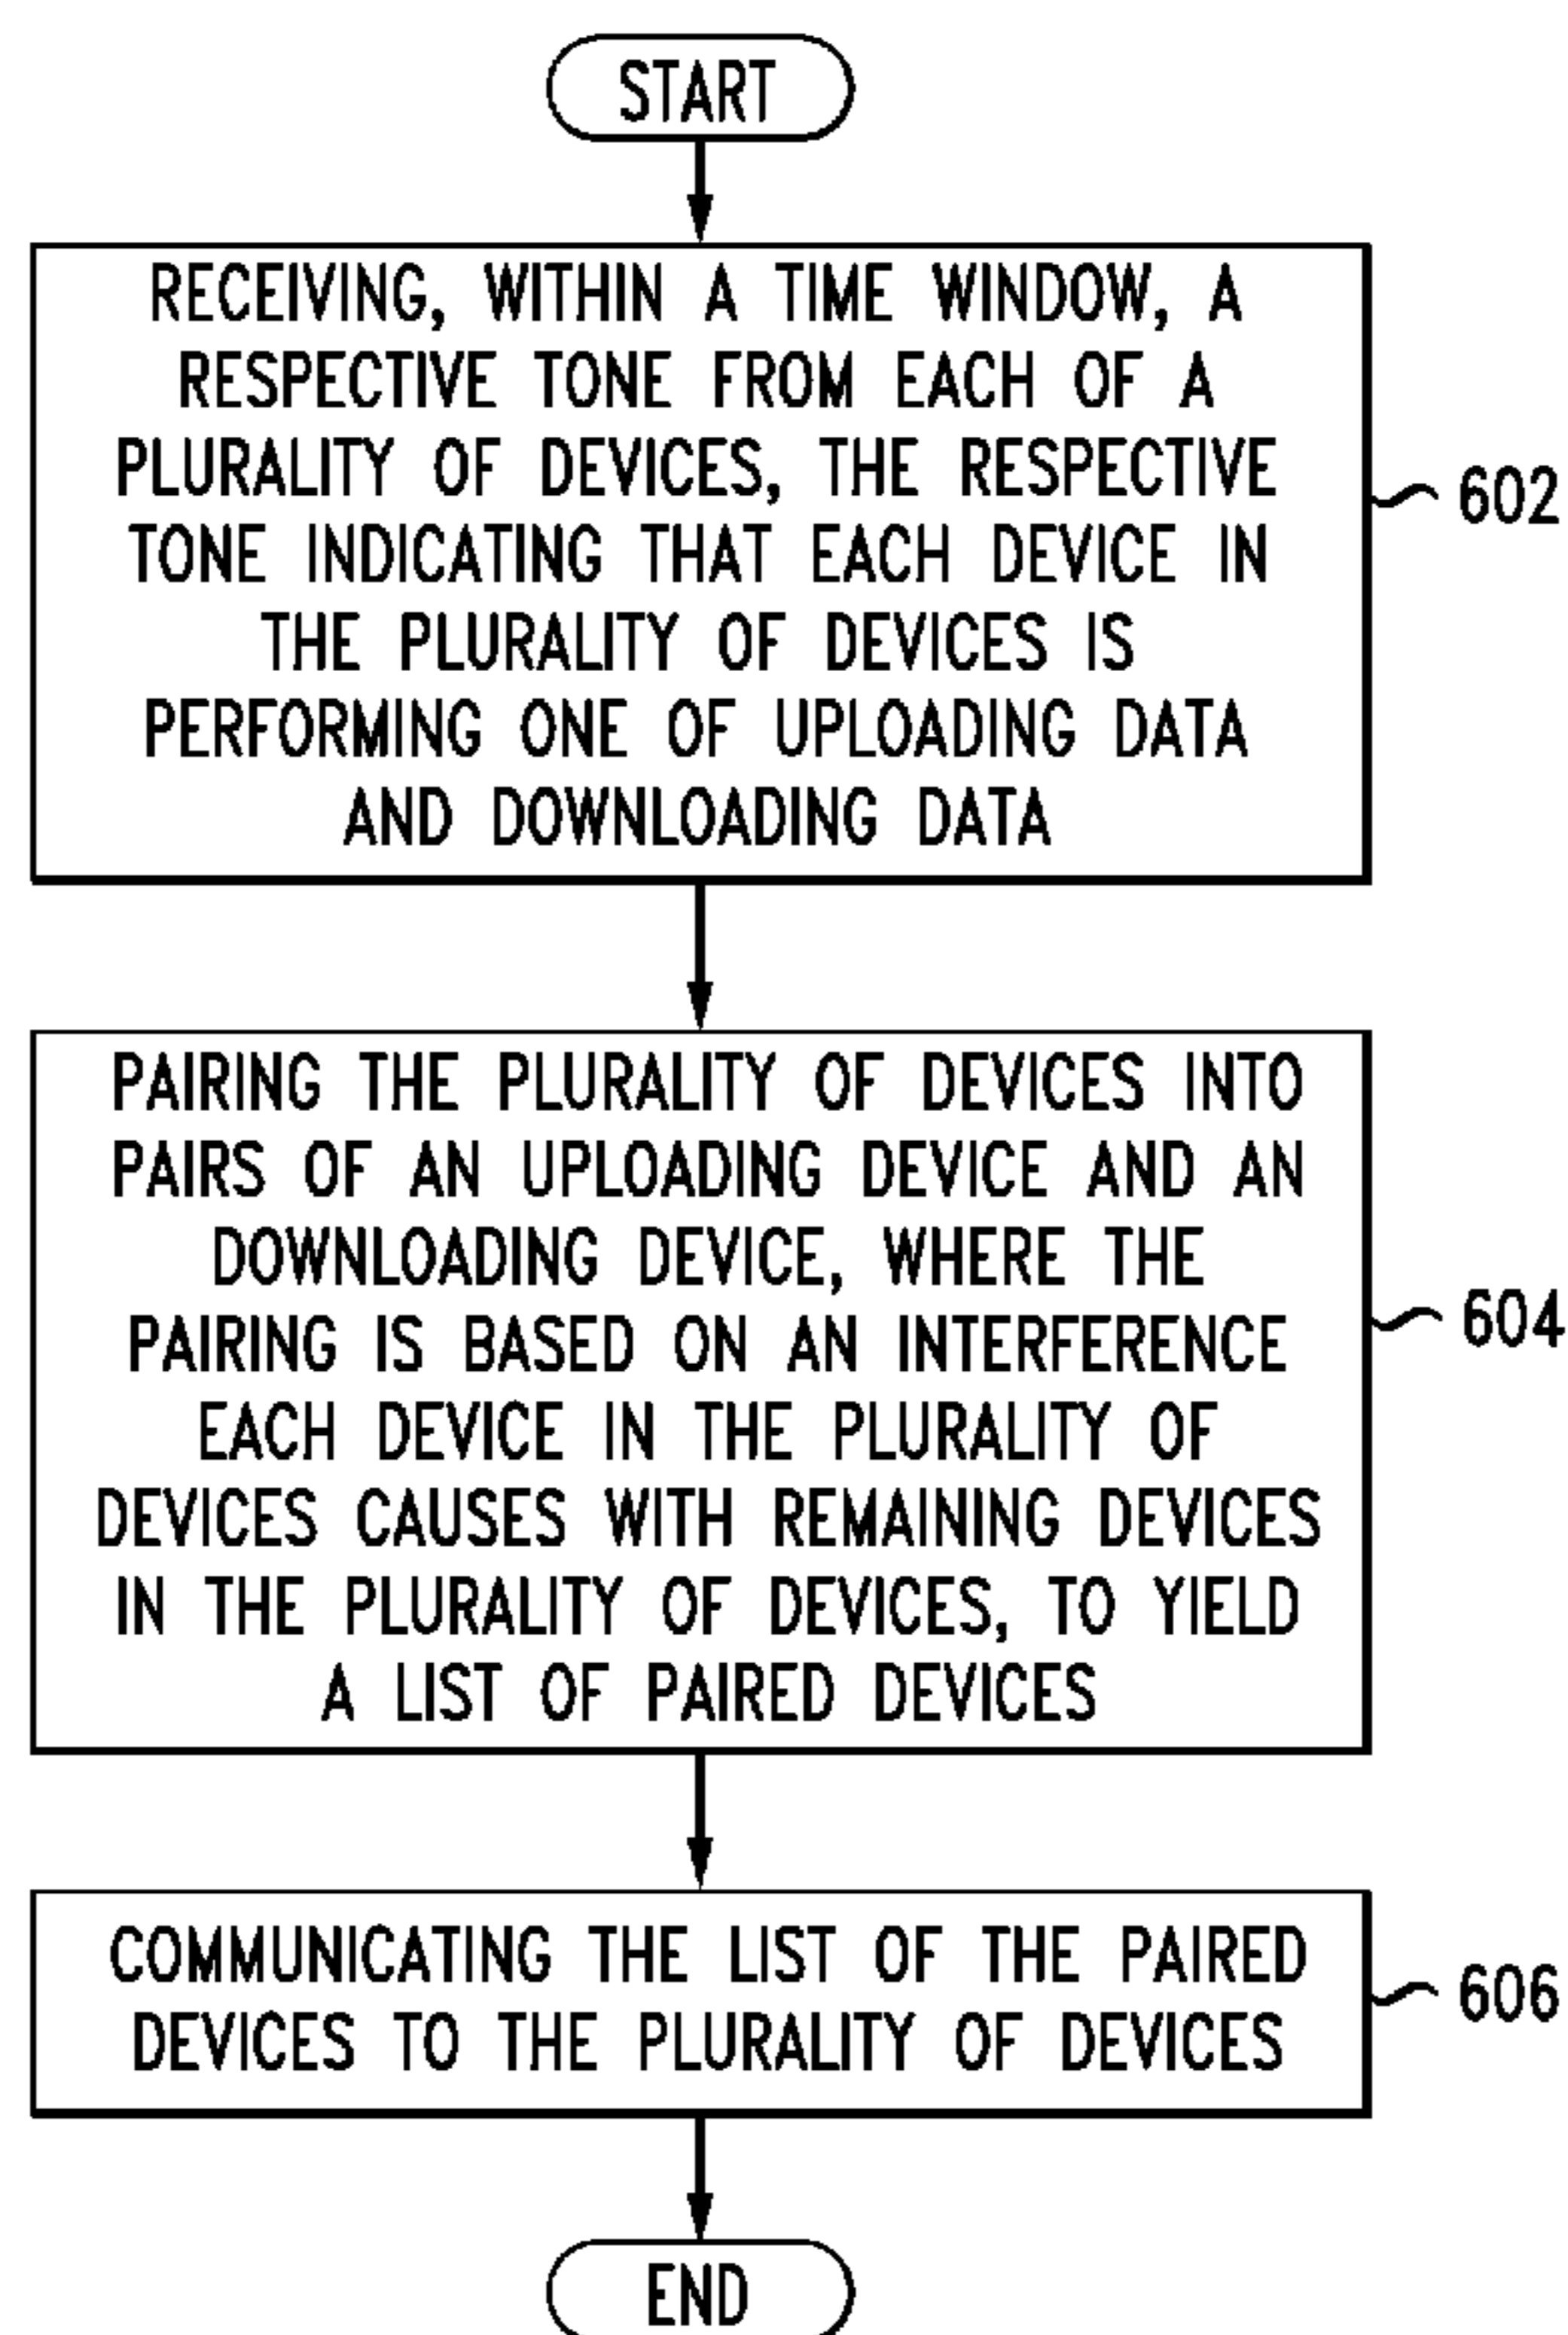 START
RECEIVING, WITHIN A TIME WINDOW, A
RESPECTIVE TONE FROM EACH OF A
PLURALITY OF DEVICES, THE RESPECTIVE
TONE INDICATING THAT EACH DEVICE IN
THE PLURALITY OF DEVICES IS
PERFORMING ONE OF UPLOADING DATA
AND DOWNLOADING DATA
602
PAIRING THE PLURALITY OF DEVICES INTO
PAIRS OF AN UPLOADING DEVICE AND AN
DOWNLOADING DEVICE, WHERE THE
PAIRING IS BASED ON AN INTERFERENCE
EACH DEVICE IN THE PLURALITY OF
DEVICES CAUSES WITH REMAINING DEVICES
IN THE PLURALITY OF DEVICES, TO YIELD
A LIST OF PAIRED DEVICES
604
COMMUNICATING THE LIST OF THE PAIRED
DEVICES TO THE PLURALITY OF DEVICES
606
END